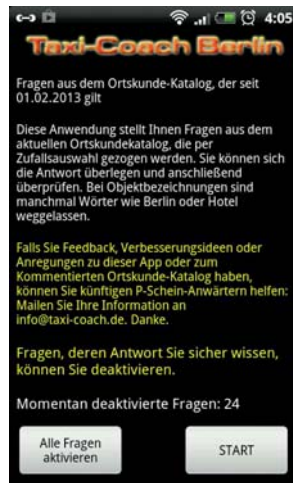 4:05
Taxi-Coach Berlin
Fragen aus dem Ortskunde-Katalog, der seit
01.02.2013 gilt
Diese Anwendung stellt Ihnen Fragen aus dem
aktuellen Ortskundekatalog, die per
Zufallsauswahl gezogen werden. Sie können sich
die Antwort überlegen und anschließend
überprüfen. Bei Objektbezeichnungen sind
manchmal Wörter wie Berlin oder Hotel
weggelassen.
Falls Sie Feedback, Verbesserungsideen oder
Anregungen zu dieser App oder zum
Kommentierten Ortskunde-Katalog haben,
können Sie künftigen P-Schein-Anwärtern helfen:
Mailen Sie Ihre Information an
info@taxi-coach.de. Danke.
Fragen, deren Antwort Sie sicher wissen,
können Sie deaktivieren.
Momentan deaktivierte Fragen: 24
Alle Fragen
aktivieren
START